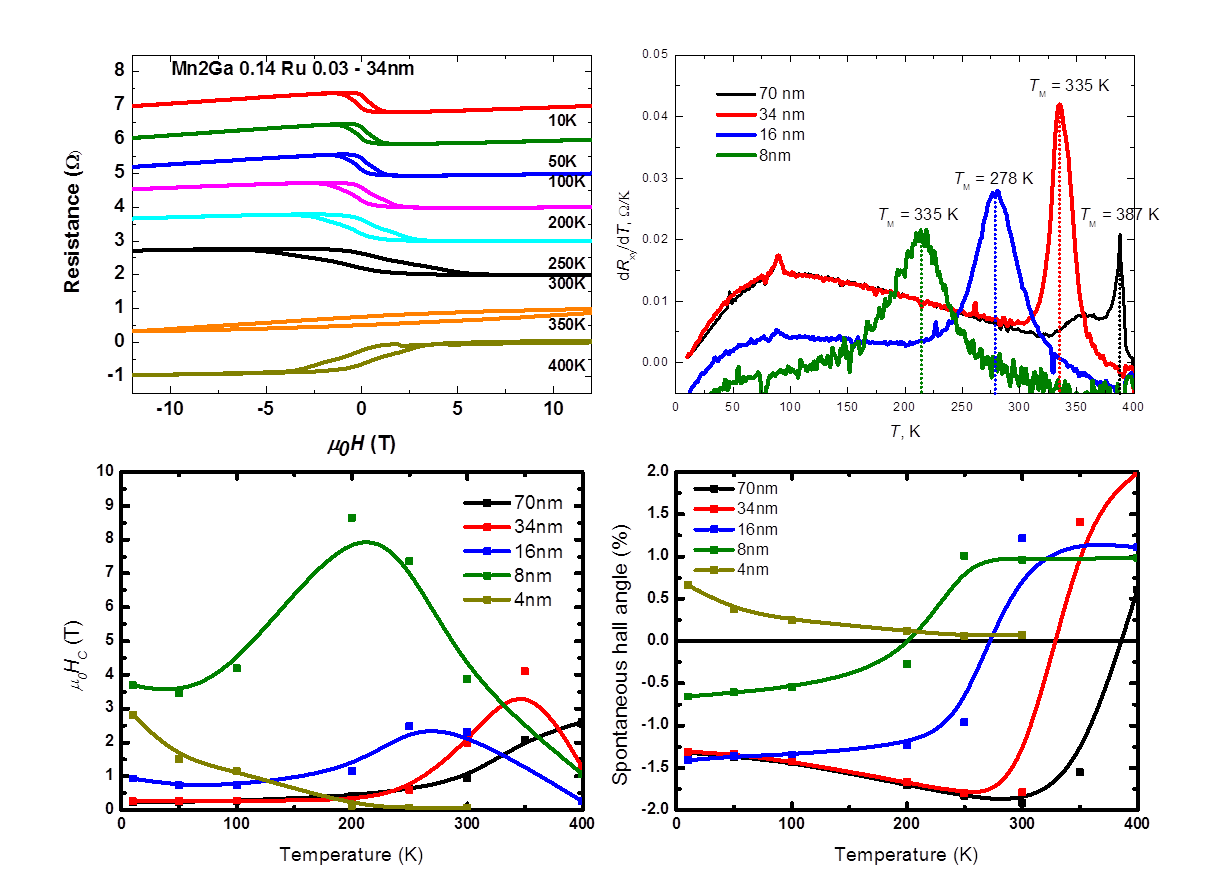 Mn2Ga 0.14 Ru 0.03 - 34nm
Resistance (Ω)
8
7
6
5
4
3
2
1
0
-1
10K
50K
100K
200K
250K
300K
350K
400K
-10
-5
0
5
10
μ0H (T)
dRxy/dT, Ω/K
0.05
0.04
0.03
0.02
0.01
0.00
70 nm
34 nm
16 nm
8nm
TM = 335 K
TM = 278 K
TM = 335 K
TM = 387 K
0
50
100
150
200
250
300
350
400
T, K
μ0HC (T)
10
9
8
7
6
5
4
3
2
1
0
70nm
34nm
16nm
8nm
4nm
0
100
200
300
400
Temperature (K)
Spontaneous hall angle (%)
2.0
1.5
1.0
0.5
0.0
-0.5
-1.0
-1.5
-2.0
70nm
34nm
16nm
8nm
4nm
0
100
200
300
400
Temperature (K)